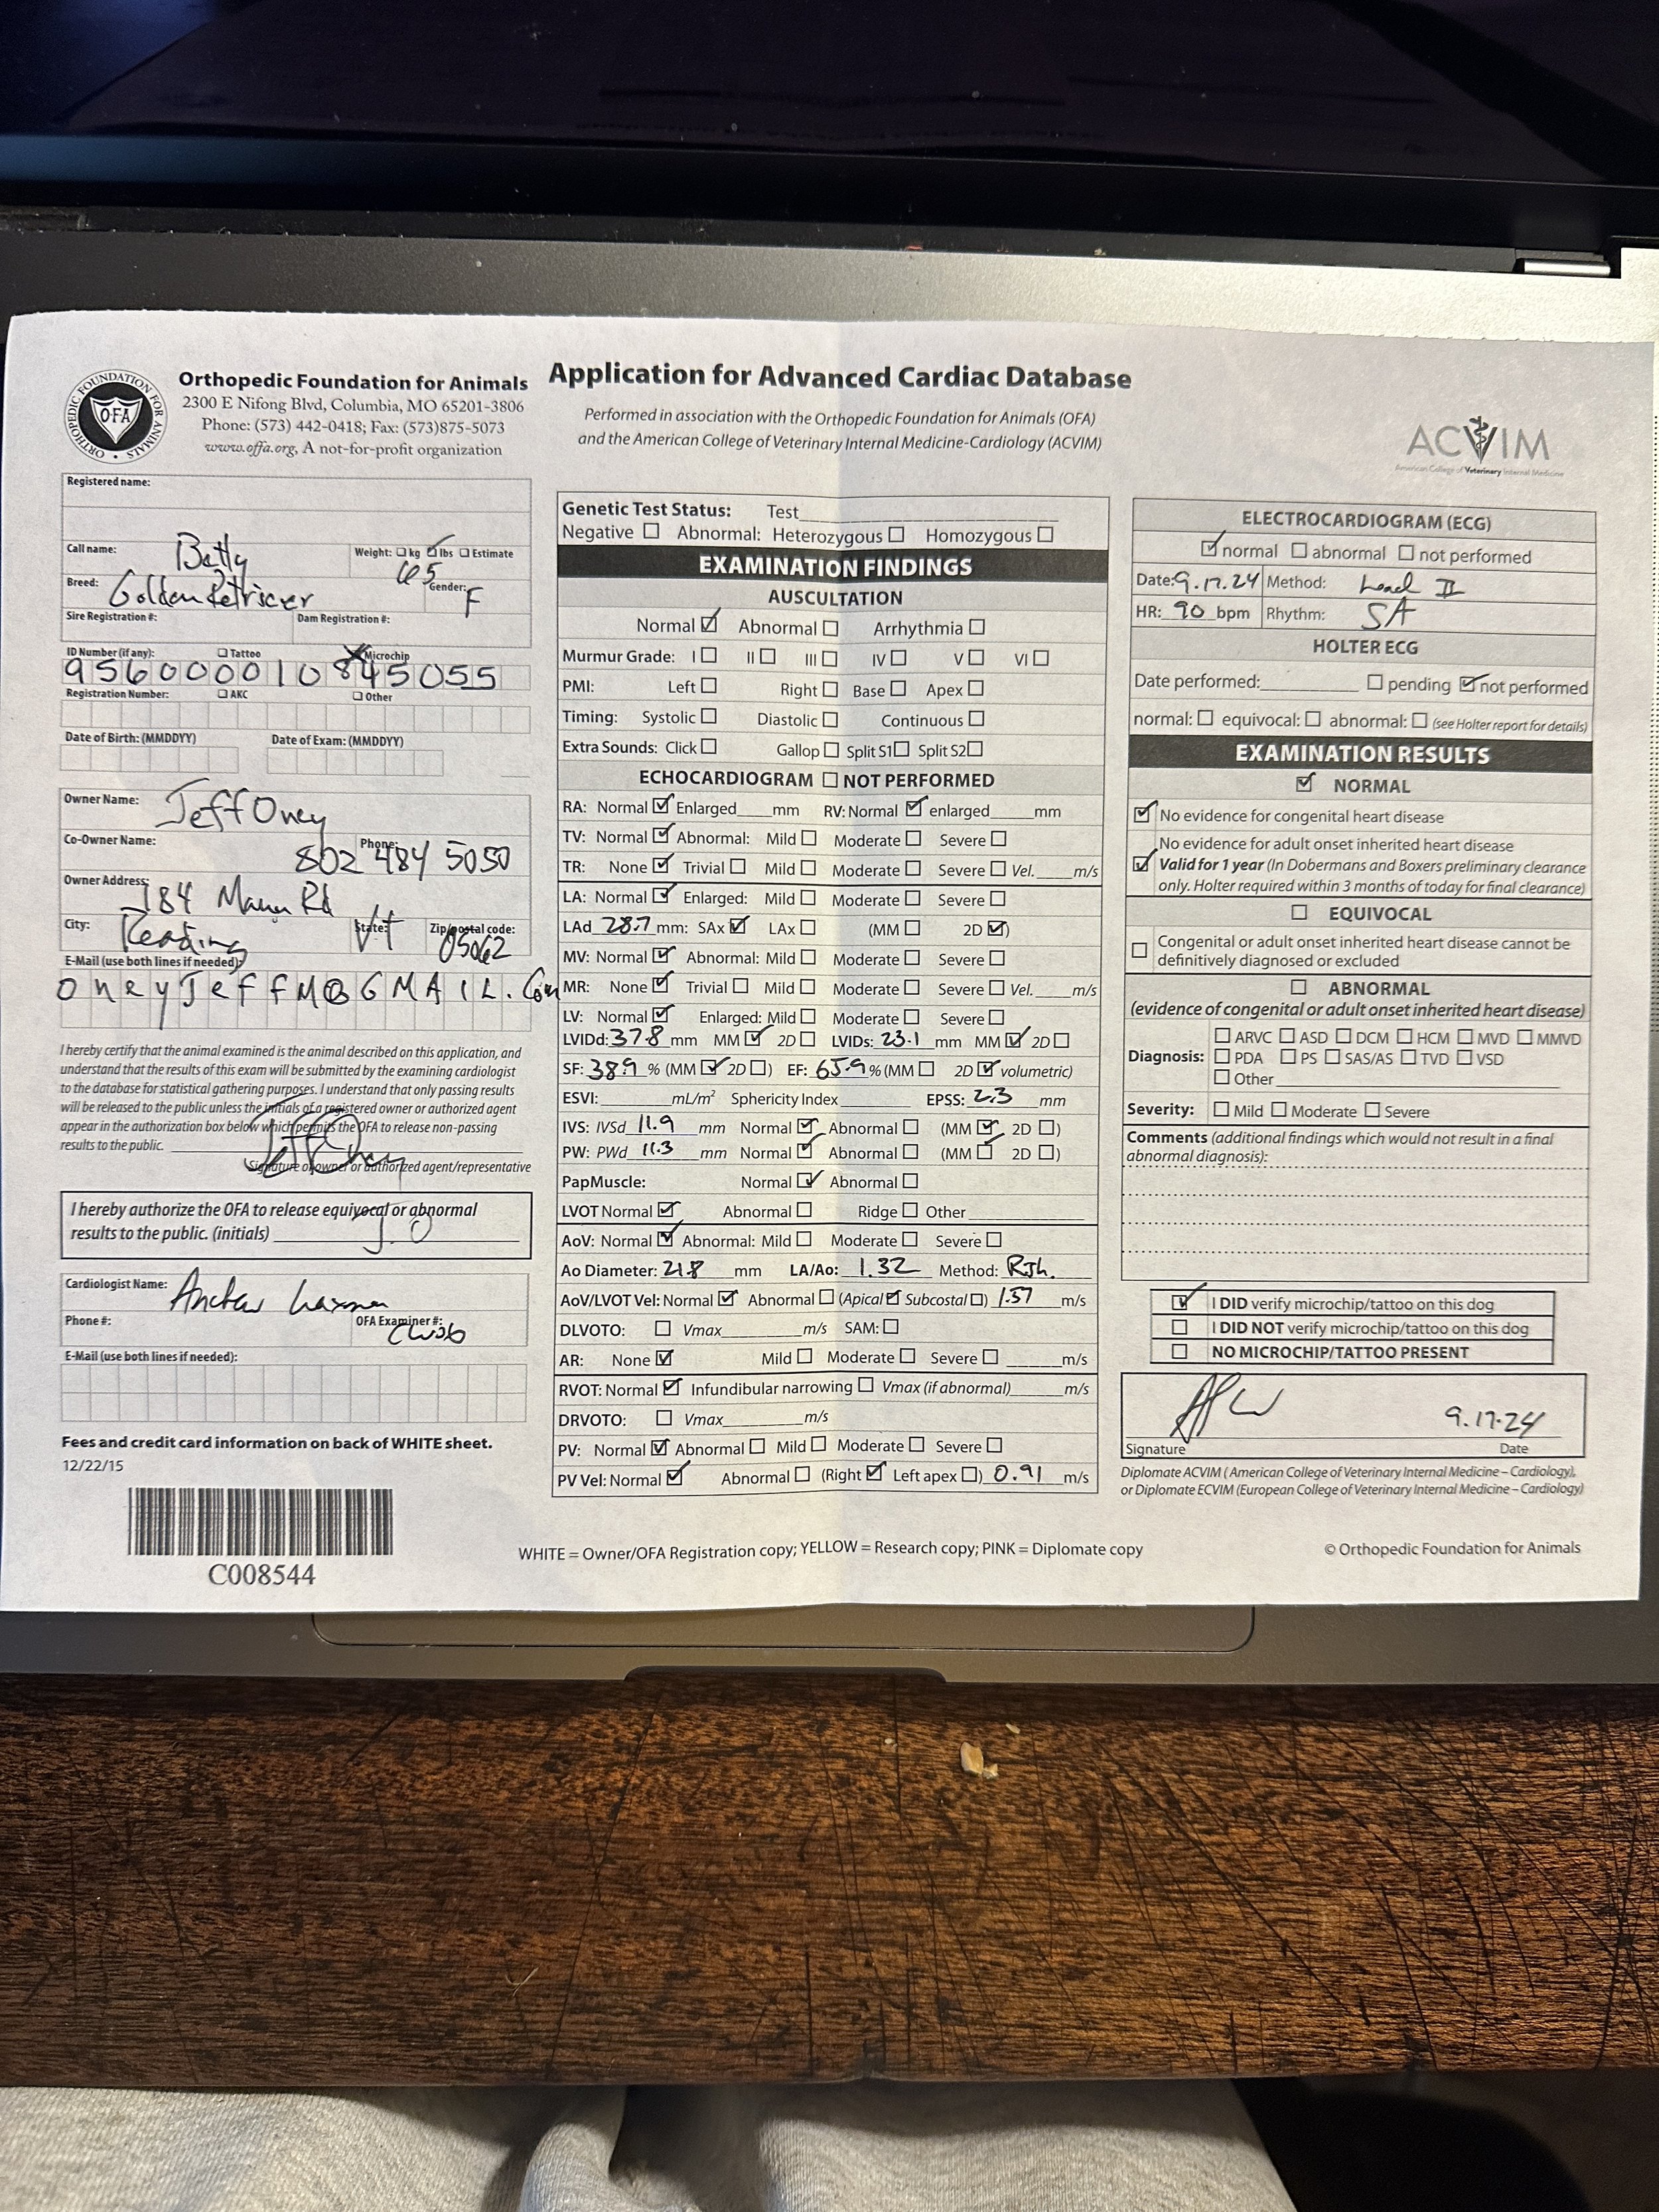 Orthopedic Foundation for Animals
2300 E Nifong Blvd, Columbia, MO 65201-3806
Phone: (573) 442-0418; Fax: (573)875-5073
www.offa.org, A not-for-profit organization
ORTHOPEDIC FOUNDATION FOR ANIMALS
OFA
Application for Advanced Cardiac Database
Performed in association with the Orthopedic Foundation for Animals (OFA)
and the American College of Veterinary Internal Medicine-Cardiology (ACVIM)
ACVIM
American College of Veterinary Internal Medicine
Registered name:
Call name: Betty Weight: kg lbs Estimate 65
Breed: Golden Retriever Gender: F
Sire Registration #: Dam Registration #:
ID Number (if any): Tattoo Microchip
956000010845055
Registration Number: AKC Other
Date of Birth: (MMDDYY) Date of Exam: (MMDDYY)
Owner Name: Jeff Oney
Co-Owner Name: Phone: 802 484 5050
Owner Address: 784 Rd
City: Reading State: Vt Zip/postal code: 05062
E-Mail (use both lines if needed):
oneyJeffM@GMAIL.Com
I hereby certify that the animal examined is the animal described on this application, and
understand that the results of this exam will be submitted by the examining cardiologist
to the database for statistical gathering purposes. I understand that only passing results
will be released to the public unless the initials of a registered owner or authorized agent
appear in the authorization box below which permits the OFA to release non-passing
results to the public.
Signature of owner or authorized agent/representative
I hereby authorize the OFA to release equivocal or abnormal
results to the public. (initials) J.O
Cardiologist Name: Andrew
Phone #: OFA Examiner #:
E-Mail (use both lines if needed):
Fees and credit card information on back of WHITE sheet.
12/22/15
C008544
Genetic Test Status: Test
Negative Abnormal: Heterozygous Homozygous
EXAMINATION FINDINGS
AUSCULTATION
Normal Abnormal Arrhythmia
Murmur Grade: I II III IV V VI
PMI: Left Right Base Apex
Timing: Systolic Diastolic Continuous
Extra Sounds: Click Gallop Split S1 Split S2
ECHOCARDIOGRAM NOT PERFORMED
RA: Normal Enlarged mm RV: Normal enlarged mm
TV: Normal Abnormal: Mild Moderate Severe
TR: None Trivial Mild Moderate Severe Vel. m/s
LA: Normal Enlarged: Mild Moderate Severe
LAd 28.7 mm: SAx LAx (MM 2D)
MV: Normal Abnormal: Mild Moderate Severe
MR: None Trivial Mild Moderate Severe Vel. m/s
LV: Normal Enlarged: Mild Moderate Severe
LVIDd: 37.8 mm MM 2D LVIDs: 23.1 mm MM 2D
SF: 38.9 % (MM 2D) EF: 65.9 % (MM 2D volumetric)
ESVI: mL/m² Sphericity Index EPSS: 2.3 mm
IVS: IVSd 11.9 mm Normal Abnormal (MM 2D)
PW: PWd 11.3 mm Normal Abnormal (MM 2D)
PapMuscle: Normal Abnormal
LVOT Normal Abnormal Ridge Other
AoV: Normal Abnormal: Mild Moderate Severe
Ao Diameter: 21.8 mm LA/Ao: 1.32 Method:
AoV/LVOT Vel: Normal Abnormal (Apical Subcostal) 1.57 m/s
DLVOTO: Vmax m/s SAM:
AR: None Mild Moderate Severe m/s
RVOT: Normal Infundibular narrowing Vmax (if abnormal) m/s
DRVOTO: Vmax m/s
PV: Normal Abnormal Mild Moderate Severe
PV Vel: Normal Abnormal (Right Left apex) 0.91 m/s
ELECTROCARDIOGRAM (ECG)
normal abnormal not performed
Date: 9.17.24 Method: Lead II
HR: 90 bpm Rhythm: SA
HOLTER ECG
Date performed: pending not performed
normal: equivocal: abnormal: (see Holter report for details)
EXAMINATION RESULTS
NORMAL
No evidence for congenital heart disease
No evidence for adult onset inherited heart disease
Valid for 1 year (In Dobermans and Boxers preliminary clearance
only. Holter required within 3 months of today for final clearance)
EQUIVOCAL
Congenital or adult onset inherited heart disease cannot be
definitively diagnosed or excluded
ABNORMAL
(evidence of congenital or adult onset inherited heart disease)
Diagnosis: ARVC ASD DCM HCM MVD MMVD
PDA PS SAS/AS TVD VSD
Other
Severity: Mild Moderate Severe
Comments (additional findings which would not result in a final
abnormal diagnosis):
I DID verify microchip/tattoo on this dog
I DID NOT verify microchip/tattoo on this dog
NO MICROCHIP/TATTOO PRESENT
9.17.24
Signature Date
Diplomate ACVIM (American College of Veterinary Internal Medicine – Cardiology),
or Diplomate ECVIM (European College of Veterinary Internal Medicine – Cardiology)
WHITE = Owner/OFA Registration copy; YELLOW = Research copy; PINK = Diplomate copy
© Orthopedic Foundation for Animals